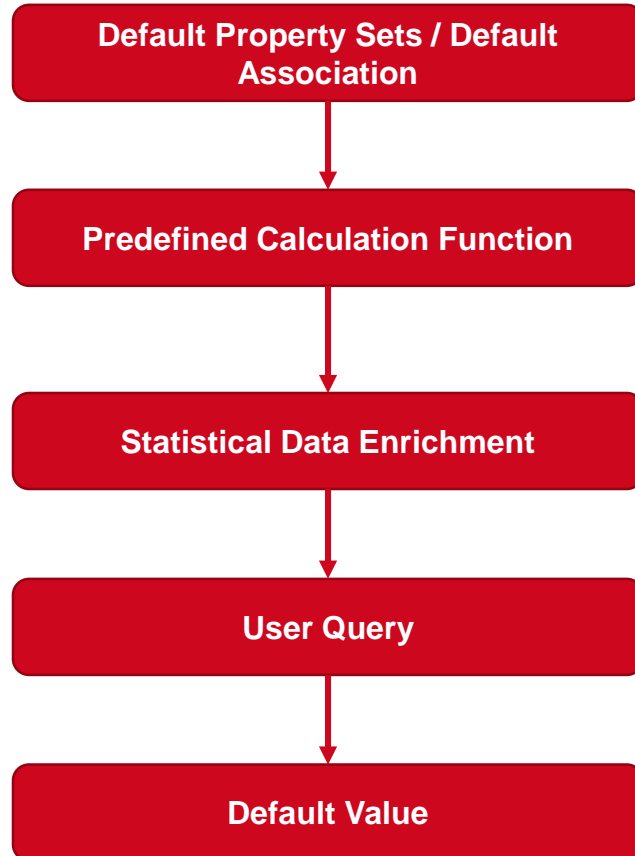 Default Property Sets / Default
Association
Predefined Calculation Function
Statistical Data Enrichment
User Query
Default Value